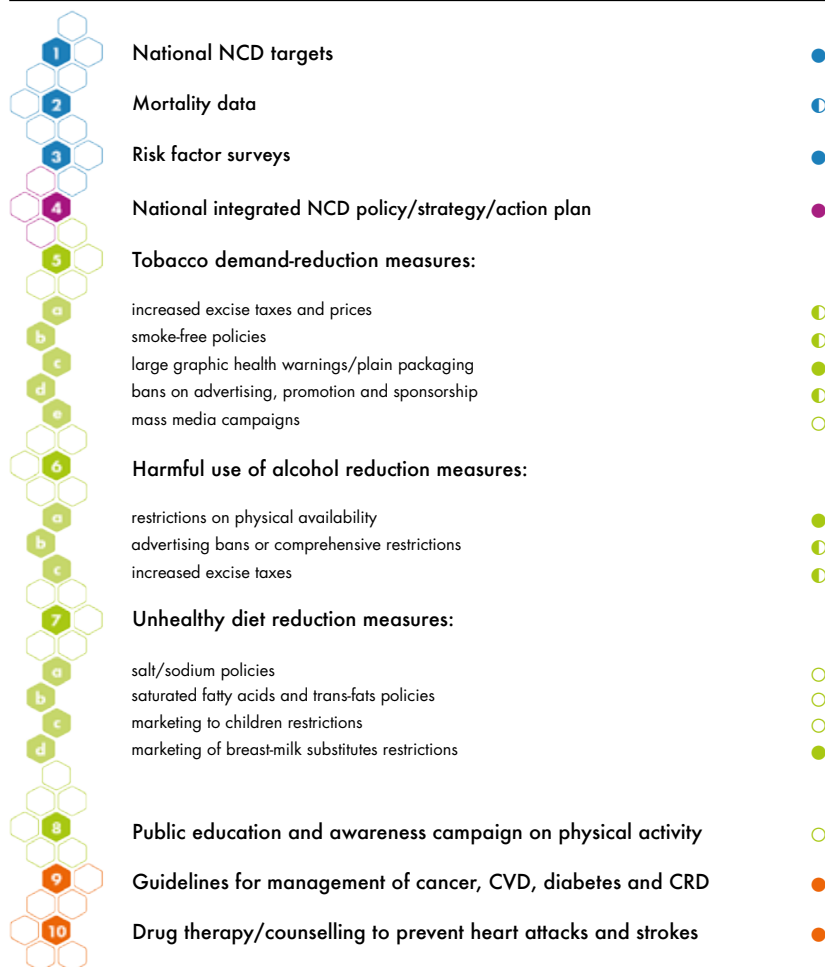 1 National NCD targets
2 Mortality data
3 Risk factor surveys
4 National integrated NCD policy/strategy/action plan
5 Tobacco demand-reduction measures:
a increased excise taxes and prices
b smoke-free policies
c large graphic health warnings/plain packaging
d bans on advertising, promotion and sponsorship
e mass media campaigns
6 Harmful use of alcohol reduction measures:
a restrictions on physical availability
b advertising bans or comprehensive restrictions
c increased excise taxes
7 Unhealthy diet reduction measures:
a salt/sodium policies
b saturated fatty acids and trans-fats policies
c marketing to children restrictions
d marketing of breast-milk substitutes restrictions
8 Public education and awareness campaign on physical activity
9 Guidelines for management of cancer, CVD, diabetes and CRD
10 Drug therapy/counselling to prevent heart attacks and strokes